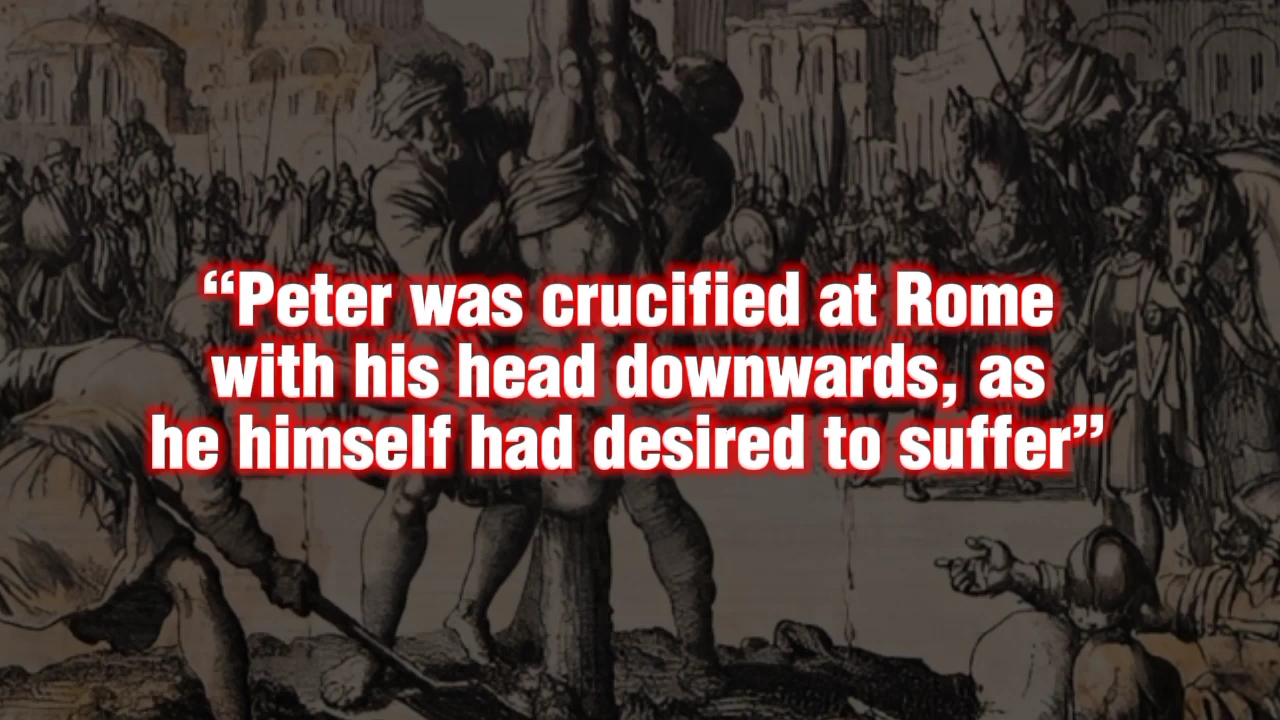 “Peter was crucified at Rome
with his head downwards, as
he himself had desired to suffer”